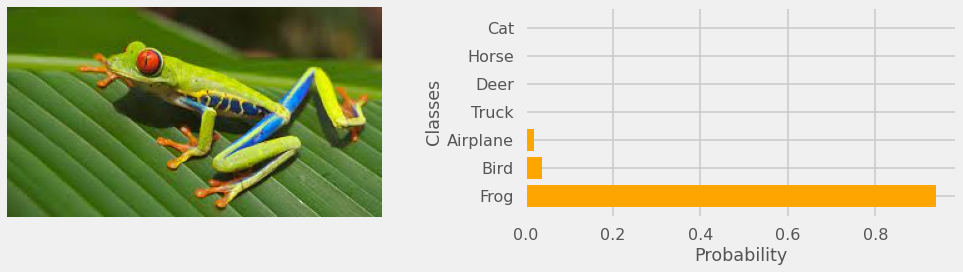 Cat
Horse
Deer
Truck
Airplane
Bird
Frog
Classes
0.0 0.2 0.4 0.6 0.8
Probability